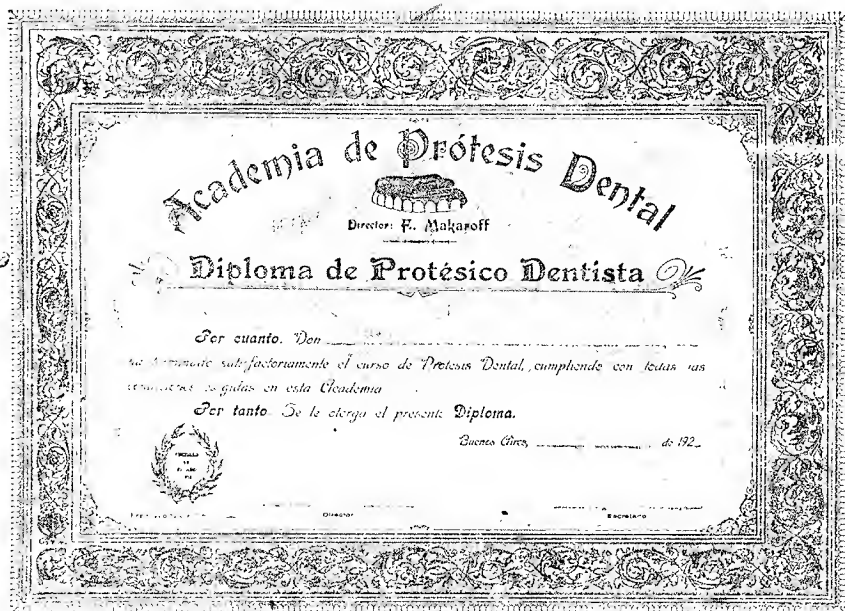 Academia de Prótesis Dental
Director: F. Makaroff
Diploma de Protésico Dentista
Por cuanto. Don
ha terminado satisfactoriamente el curso de Prótesis Dental, cumpliendo con todas las
en esta Academia
Por tanto. Se le otorga el presente Diploma.
Buenos Aires, de 192
Director
Secretario